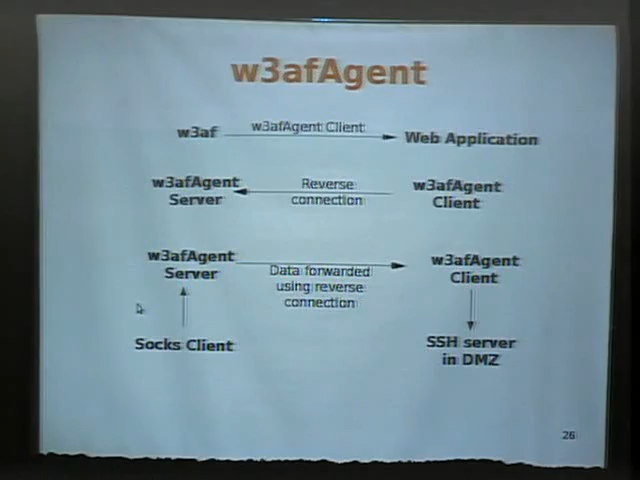 w3afAgent
w3af
w3afAgent Client
Web Application
w3afAgent
Server
Reverse
connection
w3afAgent
Client
w3afAgent
Server
Data forwarded
using reverse
connection
w3afAgent
Client
Socks Client
SSH server
in DMZ
26